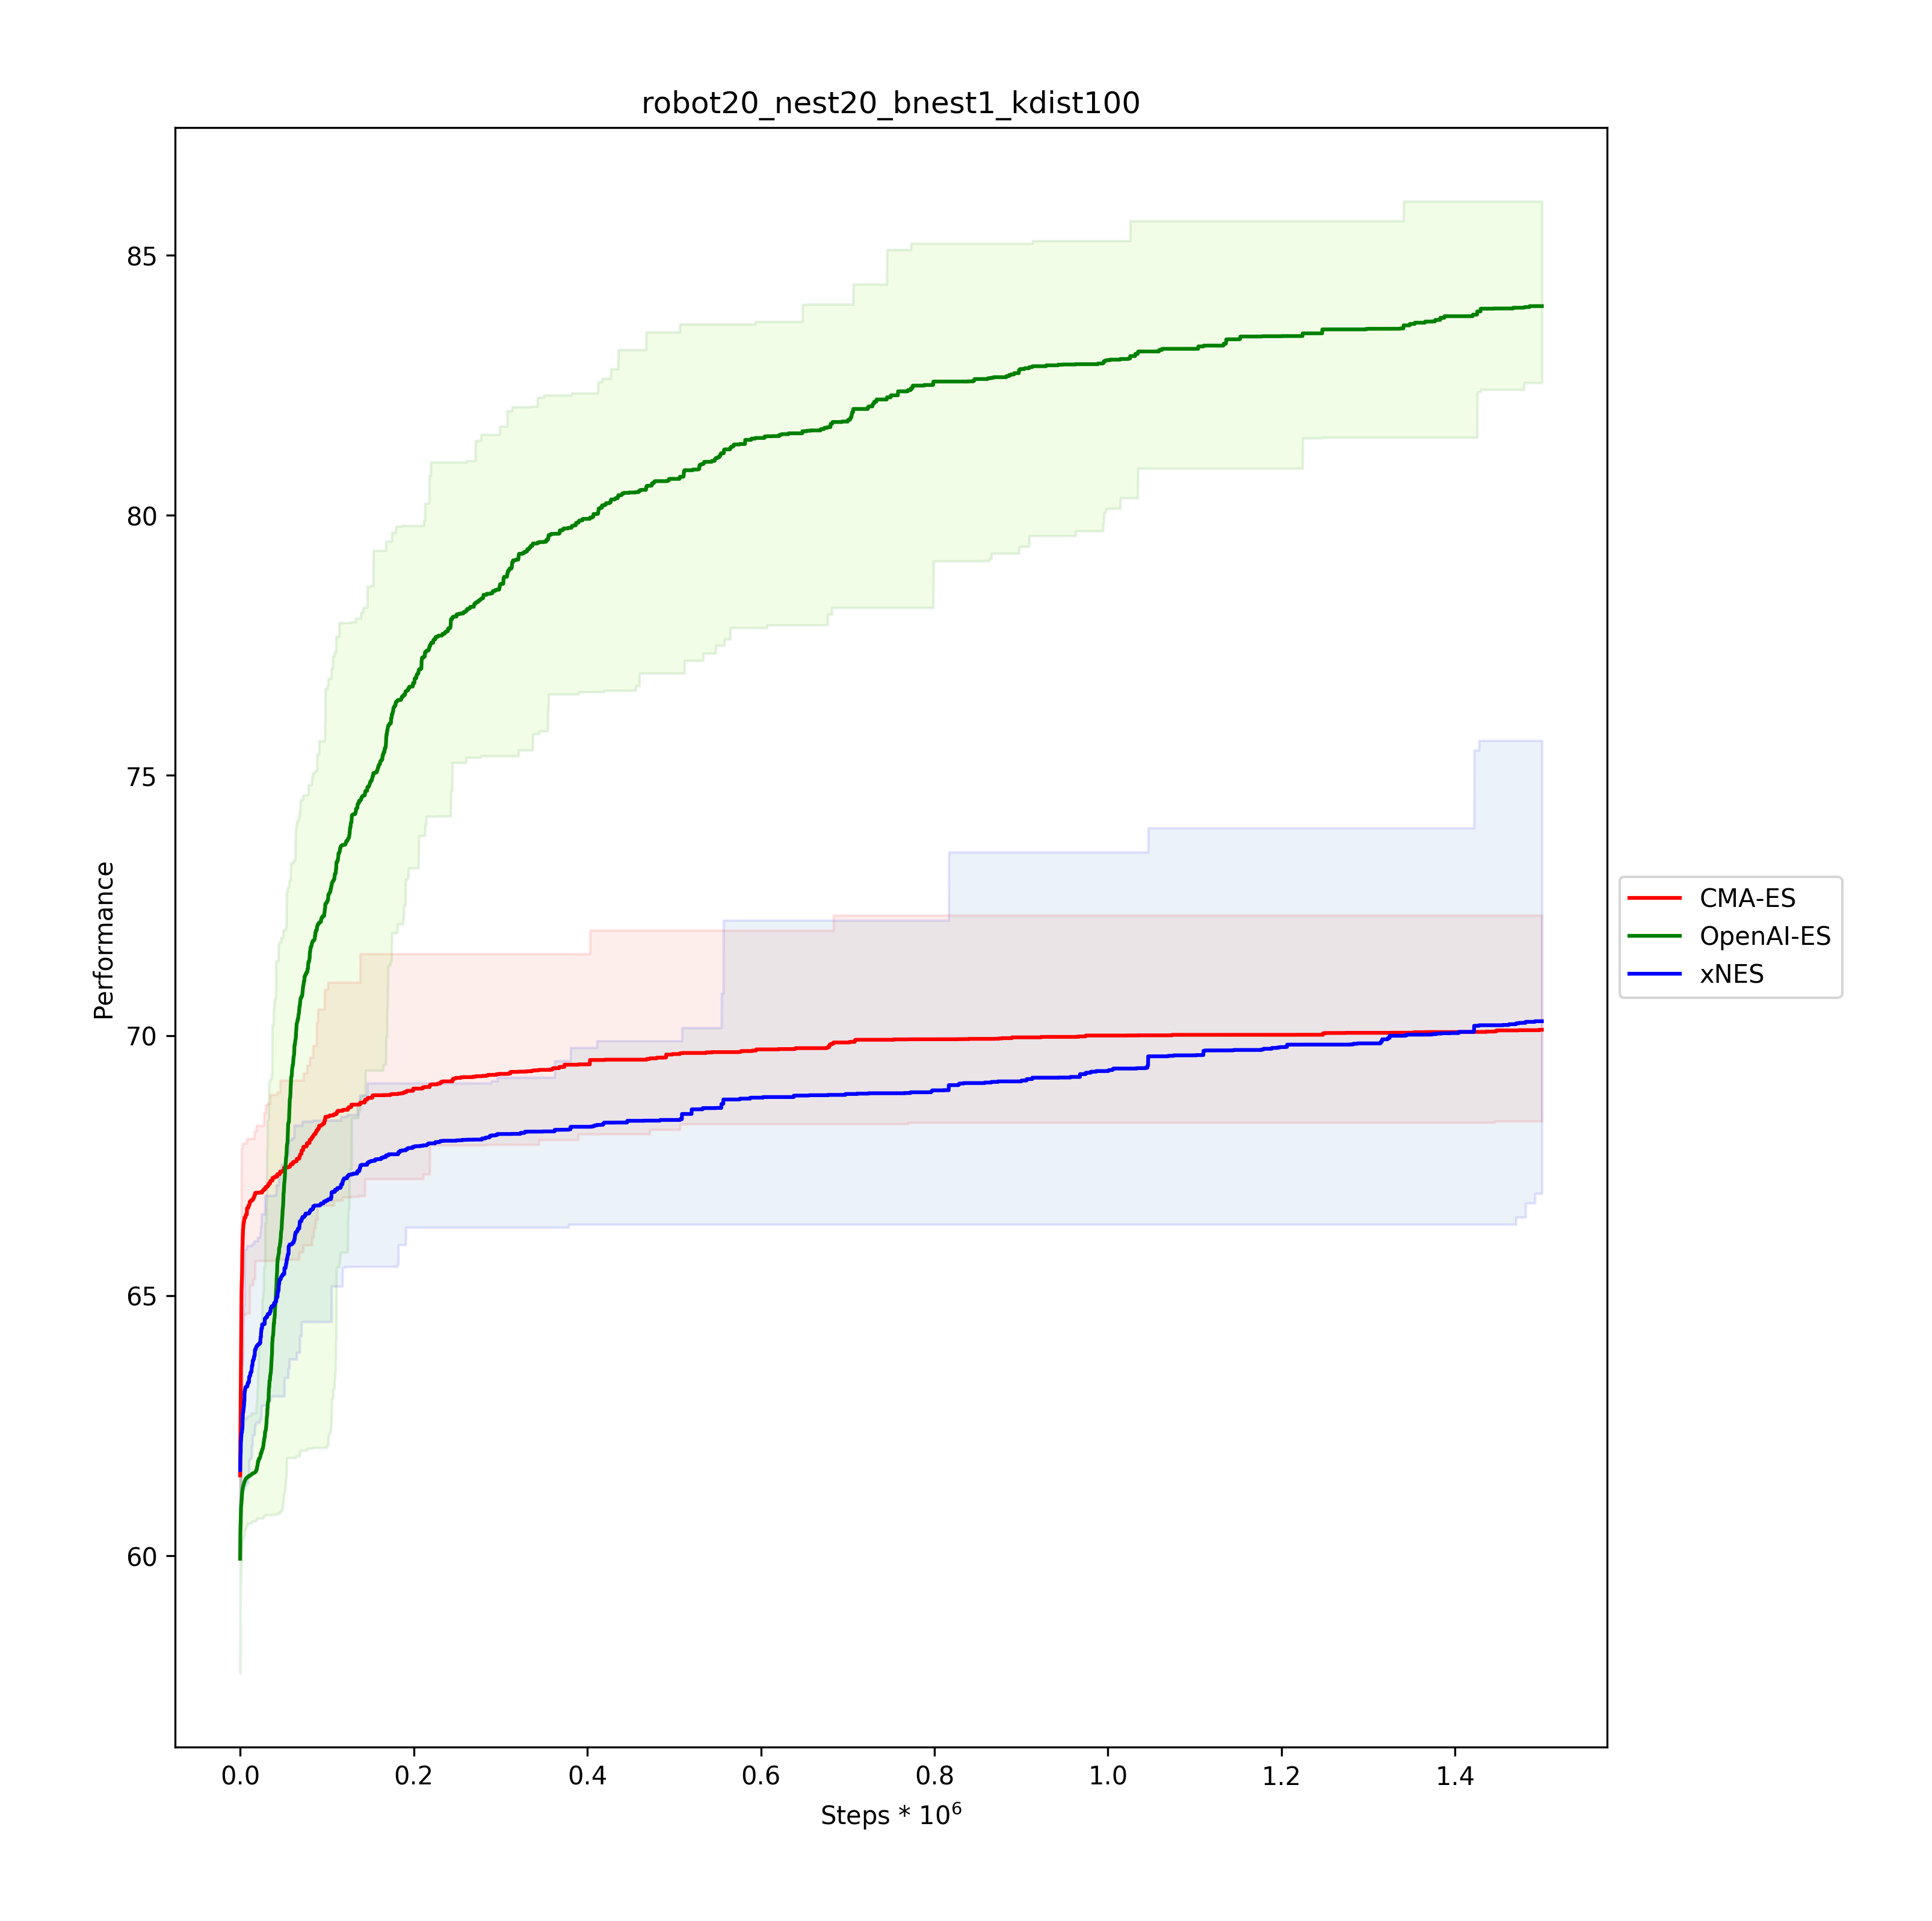 robot20_nest20_bnest1_kdist100
85
80
75
70
65
60
Performance
0.0 0.2 0.4 0.6 0.8 1.0 1.2 1.4
Steps * 10⁶
CMA-ES
OpenAI-ES
xNES